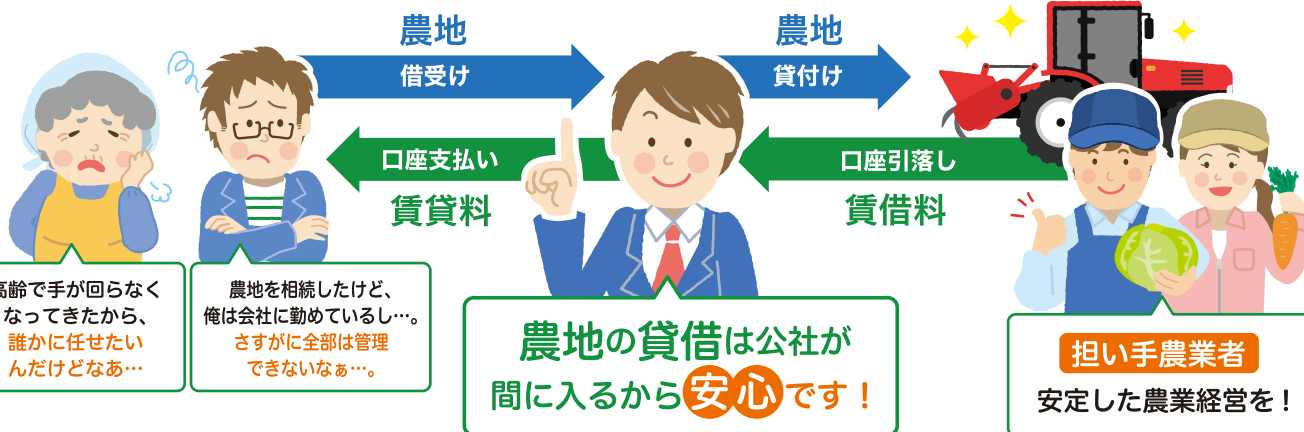 農地
借受け
農地
貸付け
口座支払い
賃貸料
口座引落し
賃借料
高齢で手が回らなく
なってきたから、
誰かに任せたい
んだけどなあ…
農地を相続したけど、
俺は会社に勤めているし…。
さすがに全部は管理
できないなぁ…。
農地の貸借は公社が
間に入るから安心です！
担い手農業者
安定した農業経営を！